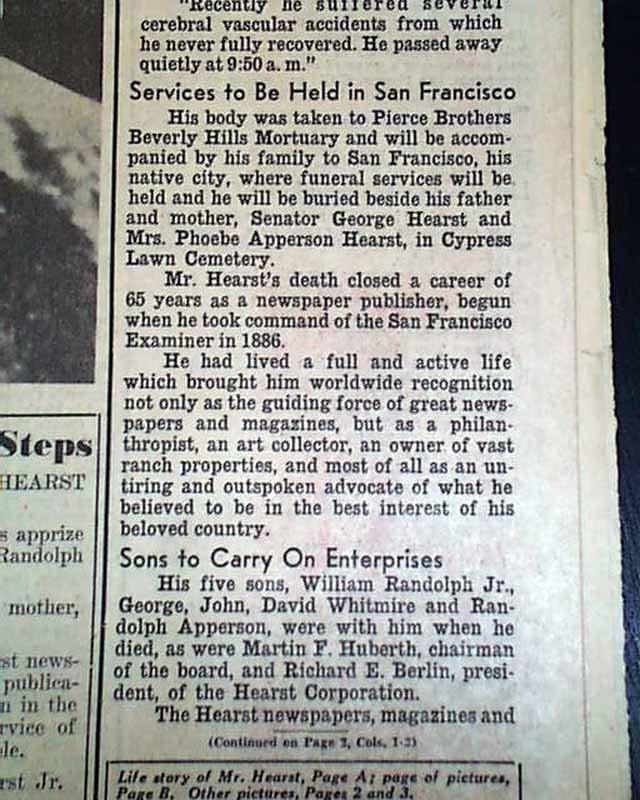 "Recently he suffered several
cerebral vascular accidents from which
he never fully recovered. He passed away
quietly at 9:50 a. m."
Services to Be Held in San Francisco
His body was taken to Pierce Brothers
Beverly Hills Mortuary and will be accom-
panied by his family to San Francisco, his
native city, where funeral services will be
held and he will be buried beside his father
and mother, Senator George Hearst and
Mrs. Phoebe Apperson Hearst, in Cypress
Lawn Cemetery.
Mr. Hearst's death closed a career of
65 years as a newspaper publisher, begun
when he took command of the San Francisco
Examiner in 1886.
He had lived a full and active life
which brought him worldwide recognition
not only as the guiding force of great news-
papers and magazines, but as a philan-
thropist, an art collector, an owner of vast
ranch properties, and most of all as an un-
tiring and outspoken advocate of what he
believed to be in the best interest of his
beloved country.
Sons to Carry On Enterprises
His five sons, William Randolph Jr.,
George, John, David Whitmire and Ran-
dolph Apperson, were with him when he
died, as were Martin F. Huberth, chairman
of the board, and Richard E. Berlin, presi-
dent, of the Hearst Corporation.
The Hearst newspapers, magazines and
(Continued on Page 2, Cols. 1-2)
Life story of Mr. Hearst, Page A; page of pictures,
Page B. Other pictures, Pages 2 and 3.
Steps
HEARST
s apprize
Randolph
mother,
st news-
publica-
n in the
rvice of
le.
rst Jr.